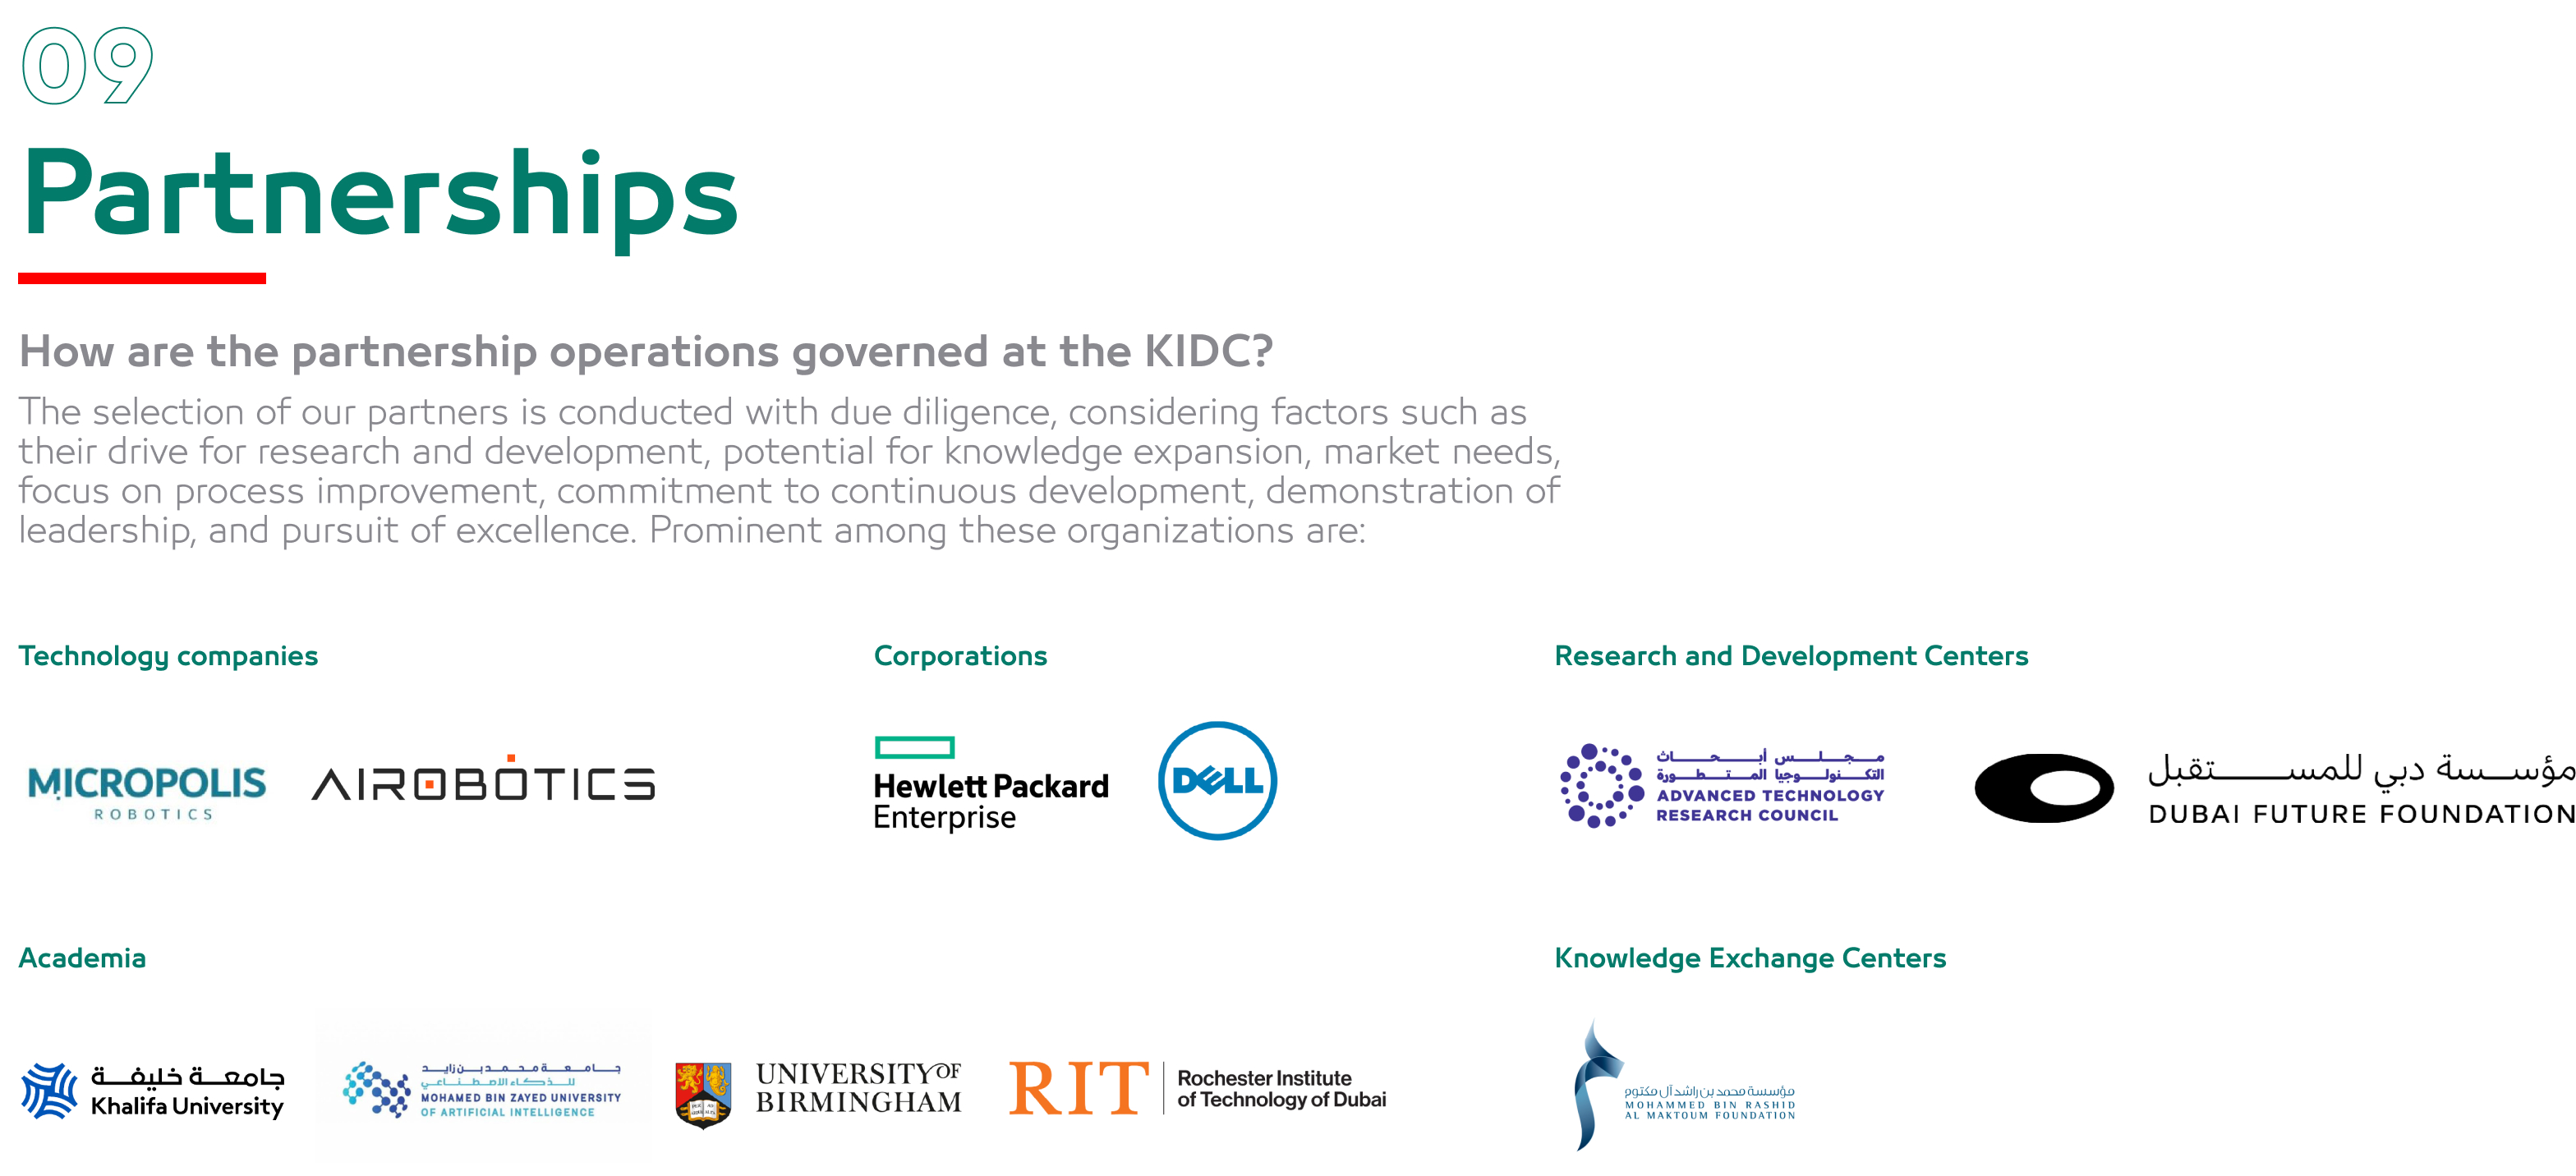 09
Partnerships
How are the partnership operations governed at the KIDC?
The selection of our partners is conducted with due diligence, considering factors such as
their drive for research and development, potential for knowledge expansion, market needs,
focus on process improvement, commitment to continuous development, demonstration of
leadership, and pursuit of excellence. Prominent among these organizations are:
Technology companies
MICROPOLIS
ROBOTICS
AIROBOTICS
Corporations
Hewlett Packard
Enterprise
DELL
Research and Development Centers
مجلس أبحاث
التكنولوجيا المتطورة
ADVANCED TECHNOLOGY
RESEARCH COUNCIL
مؤسسة دبي للمستقبل
DUBAI FUTURE FOUNDATION
Academia
جامعة خليفة
Khalifa University
جامعة محمد بن زايد
للذكاء الاصطناعي
MOHAMED BIN ZAYED UNIVERSITY
OF ARTIFICIAL INTELLIGENCE
UNIVERSITY OF
BIRMINGHAM
RIT
Rochester Institute
of Technology of Dubai
Knowledge Exchange Centers
مؤسسة محمد بن راشد آل مكتوم
MOHAMMED BIN RASHID
AL MAKTOUM FOUNDATION